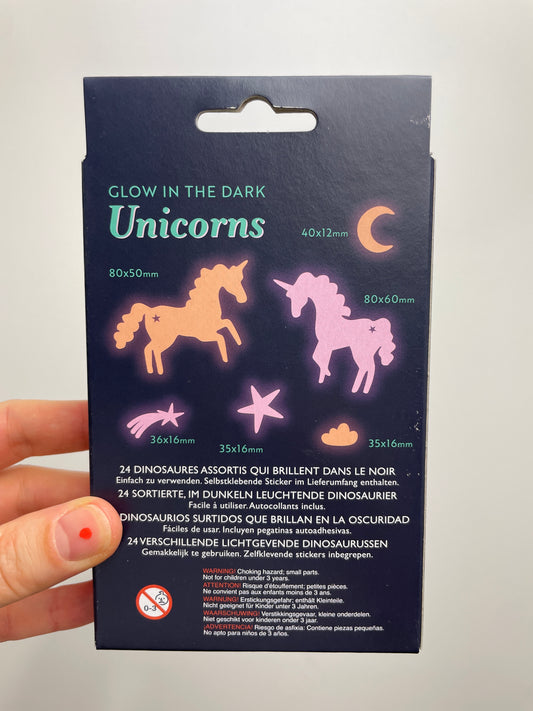 GLOW IN THE DARK
Unicorns
40x12mm
80x50mm
80x60mm
36x16mm
35x16mm
35x16mm
24 DINOSAURES ASSORTIS QUI BRILLENT DANS LE NOIR
Einfach zu verwenden. Selbstklebende Sticker im Lieferumfang enthalten.
24 SORTIERTE, IM DUNKELN LEUCHTENDE DINOSAURIER
Facile à utiliser. Autocollants inclus.
DINOSAURIOS SURTIDOS QUE BRILLAN EN LA OSCURIDAD
Fáciles de usar. Incluyen pegatinas autoadhesivas.
24 VERSCHILLENDE LICHTGEVENDE DINOSAURUSSEN
Gemakkelijk te gebruiken. Zelfklevende stickers inbegrepen.
WARNING! Choking hazard; small parts.
Not for children under 3 years.
ATTENTION! Risque d'étouffement; petites pièces.
Ne convient pas aux enfants moins de 3 ans.
WARNUNG! Erstickungsgefahr; enthält Kleinteile.
Nicht geeignet für Kinder unter 3 Jahren.
WAARSCHUWING! Verstikkingsgevaar, kleine onderdelen.
Niet geschikt voor kinderen onder 3 jaar.
¡ADVERTENCIA! Riesgo de asfixia: Contiene piezas pequeñas.
No apto para niños de 3 años.
0-3